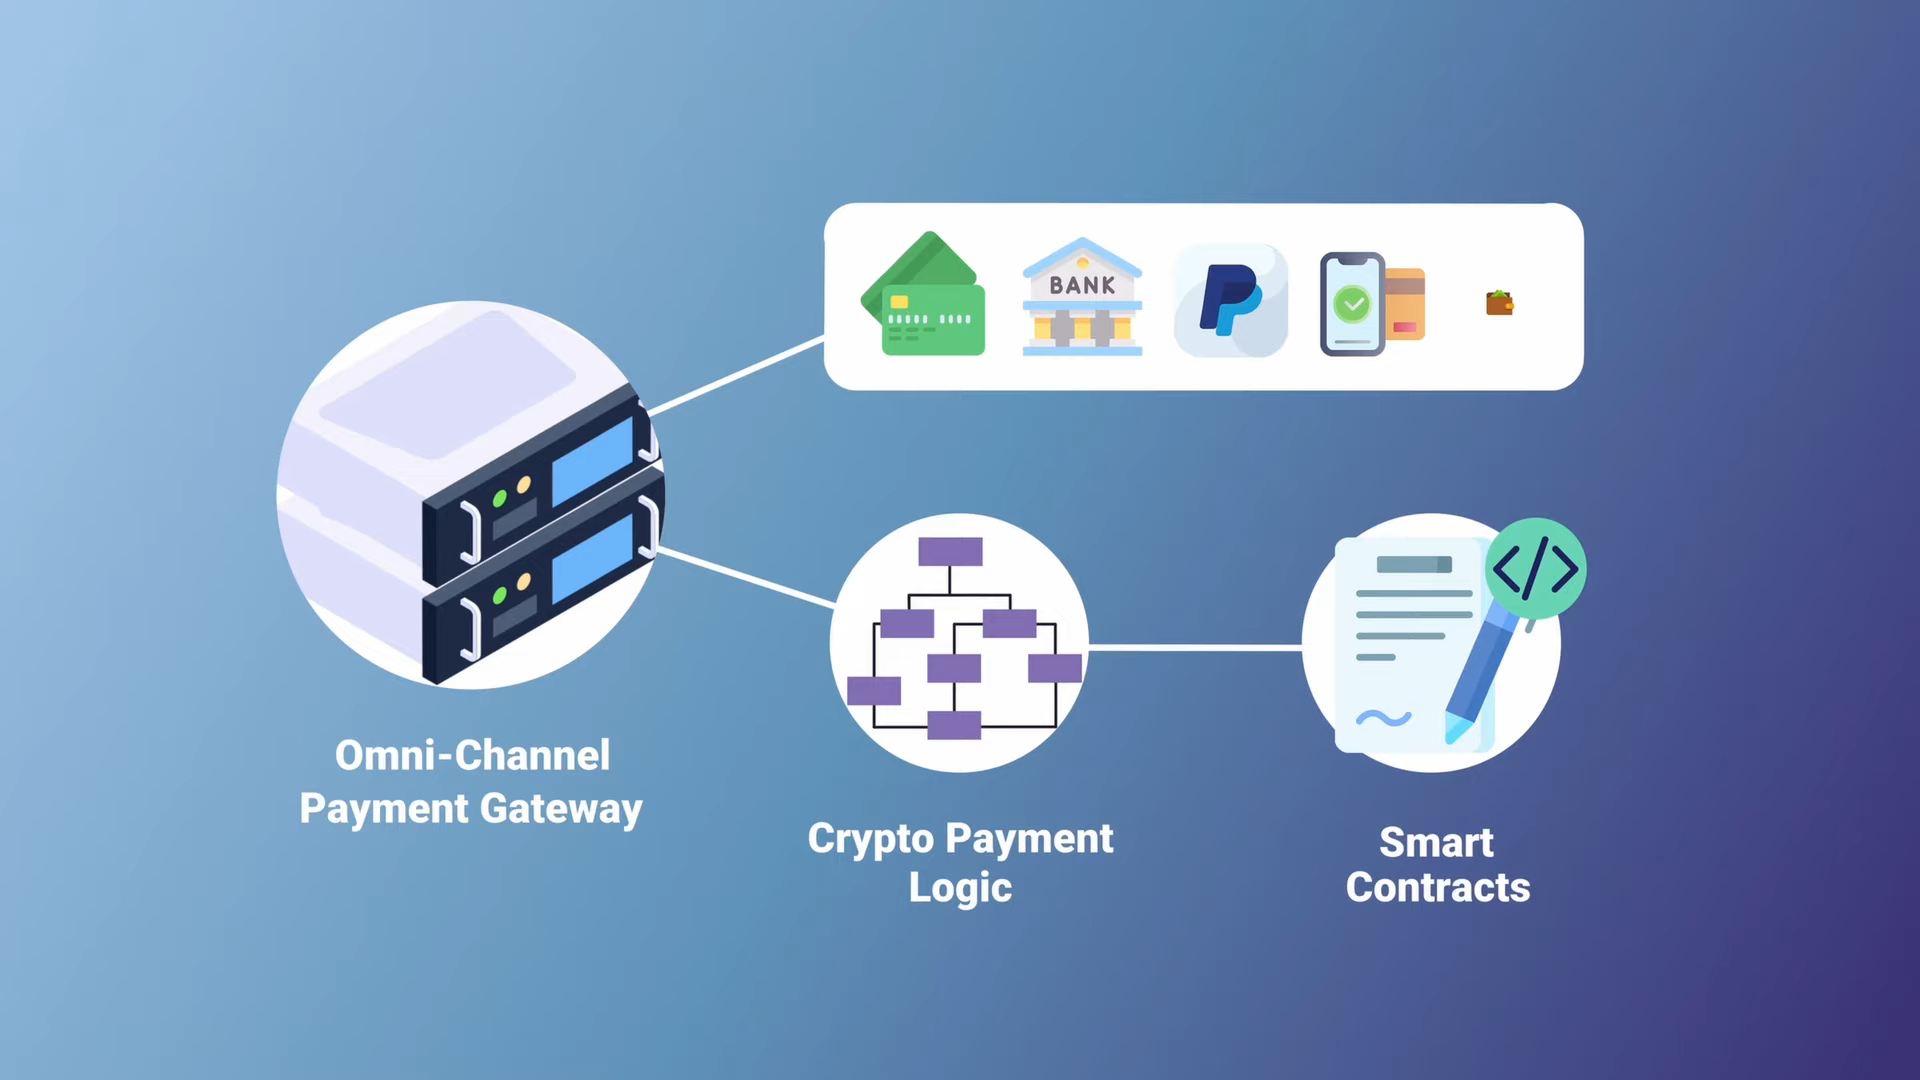 BANK
Omni-Channel
Payment Gateway
Crypto Payment
Logic
Smart
Contracts